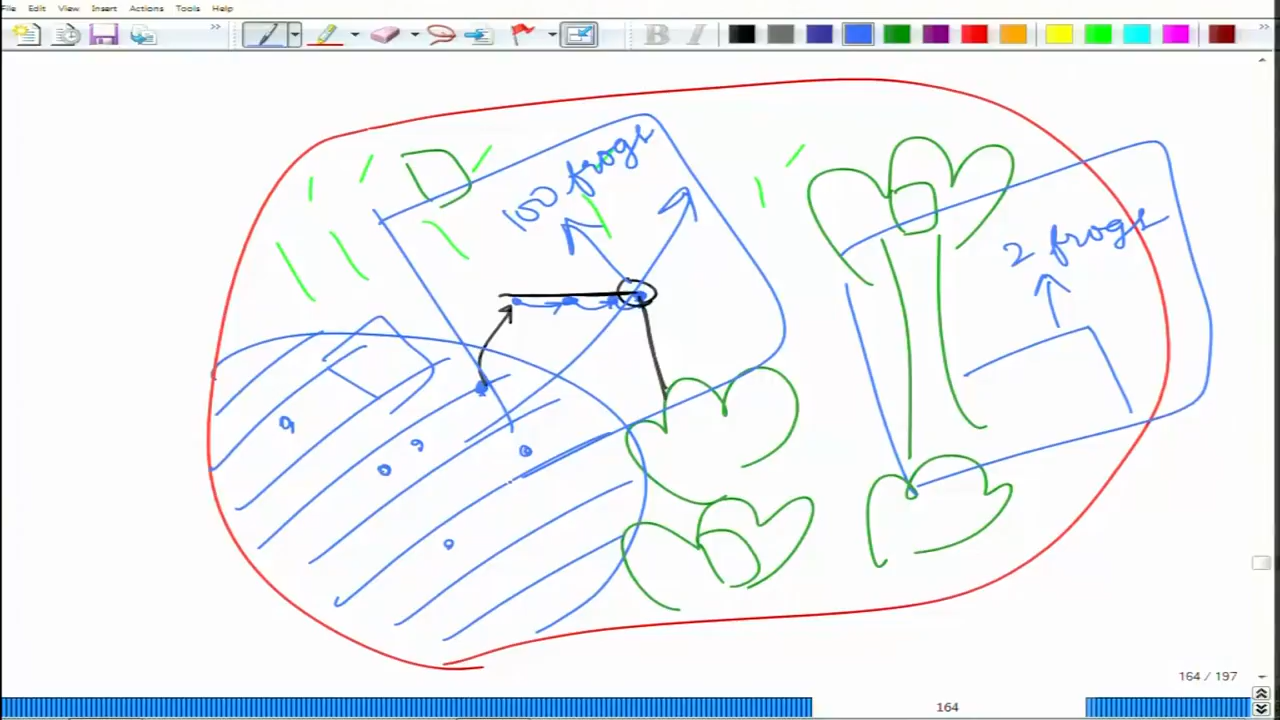 File Edit View Insert Actions Tools Help
100 frogs
2 frogs
164 / 197
164